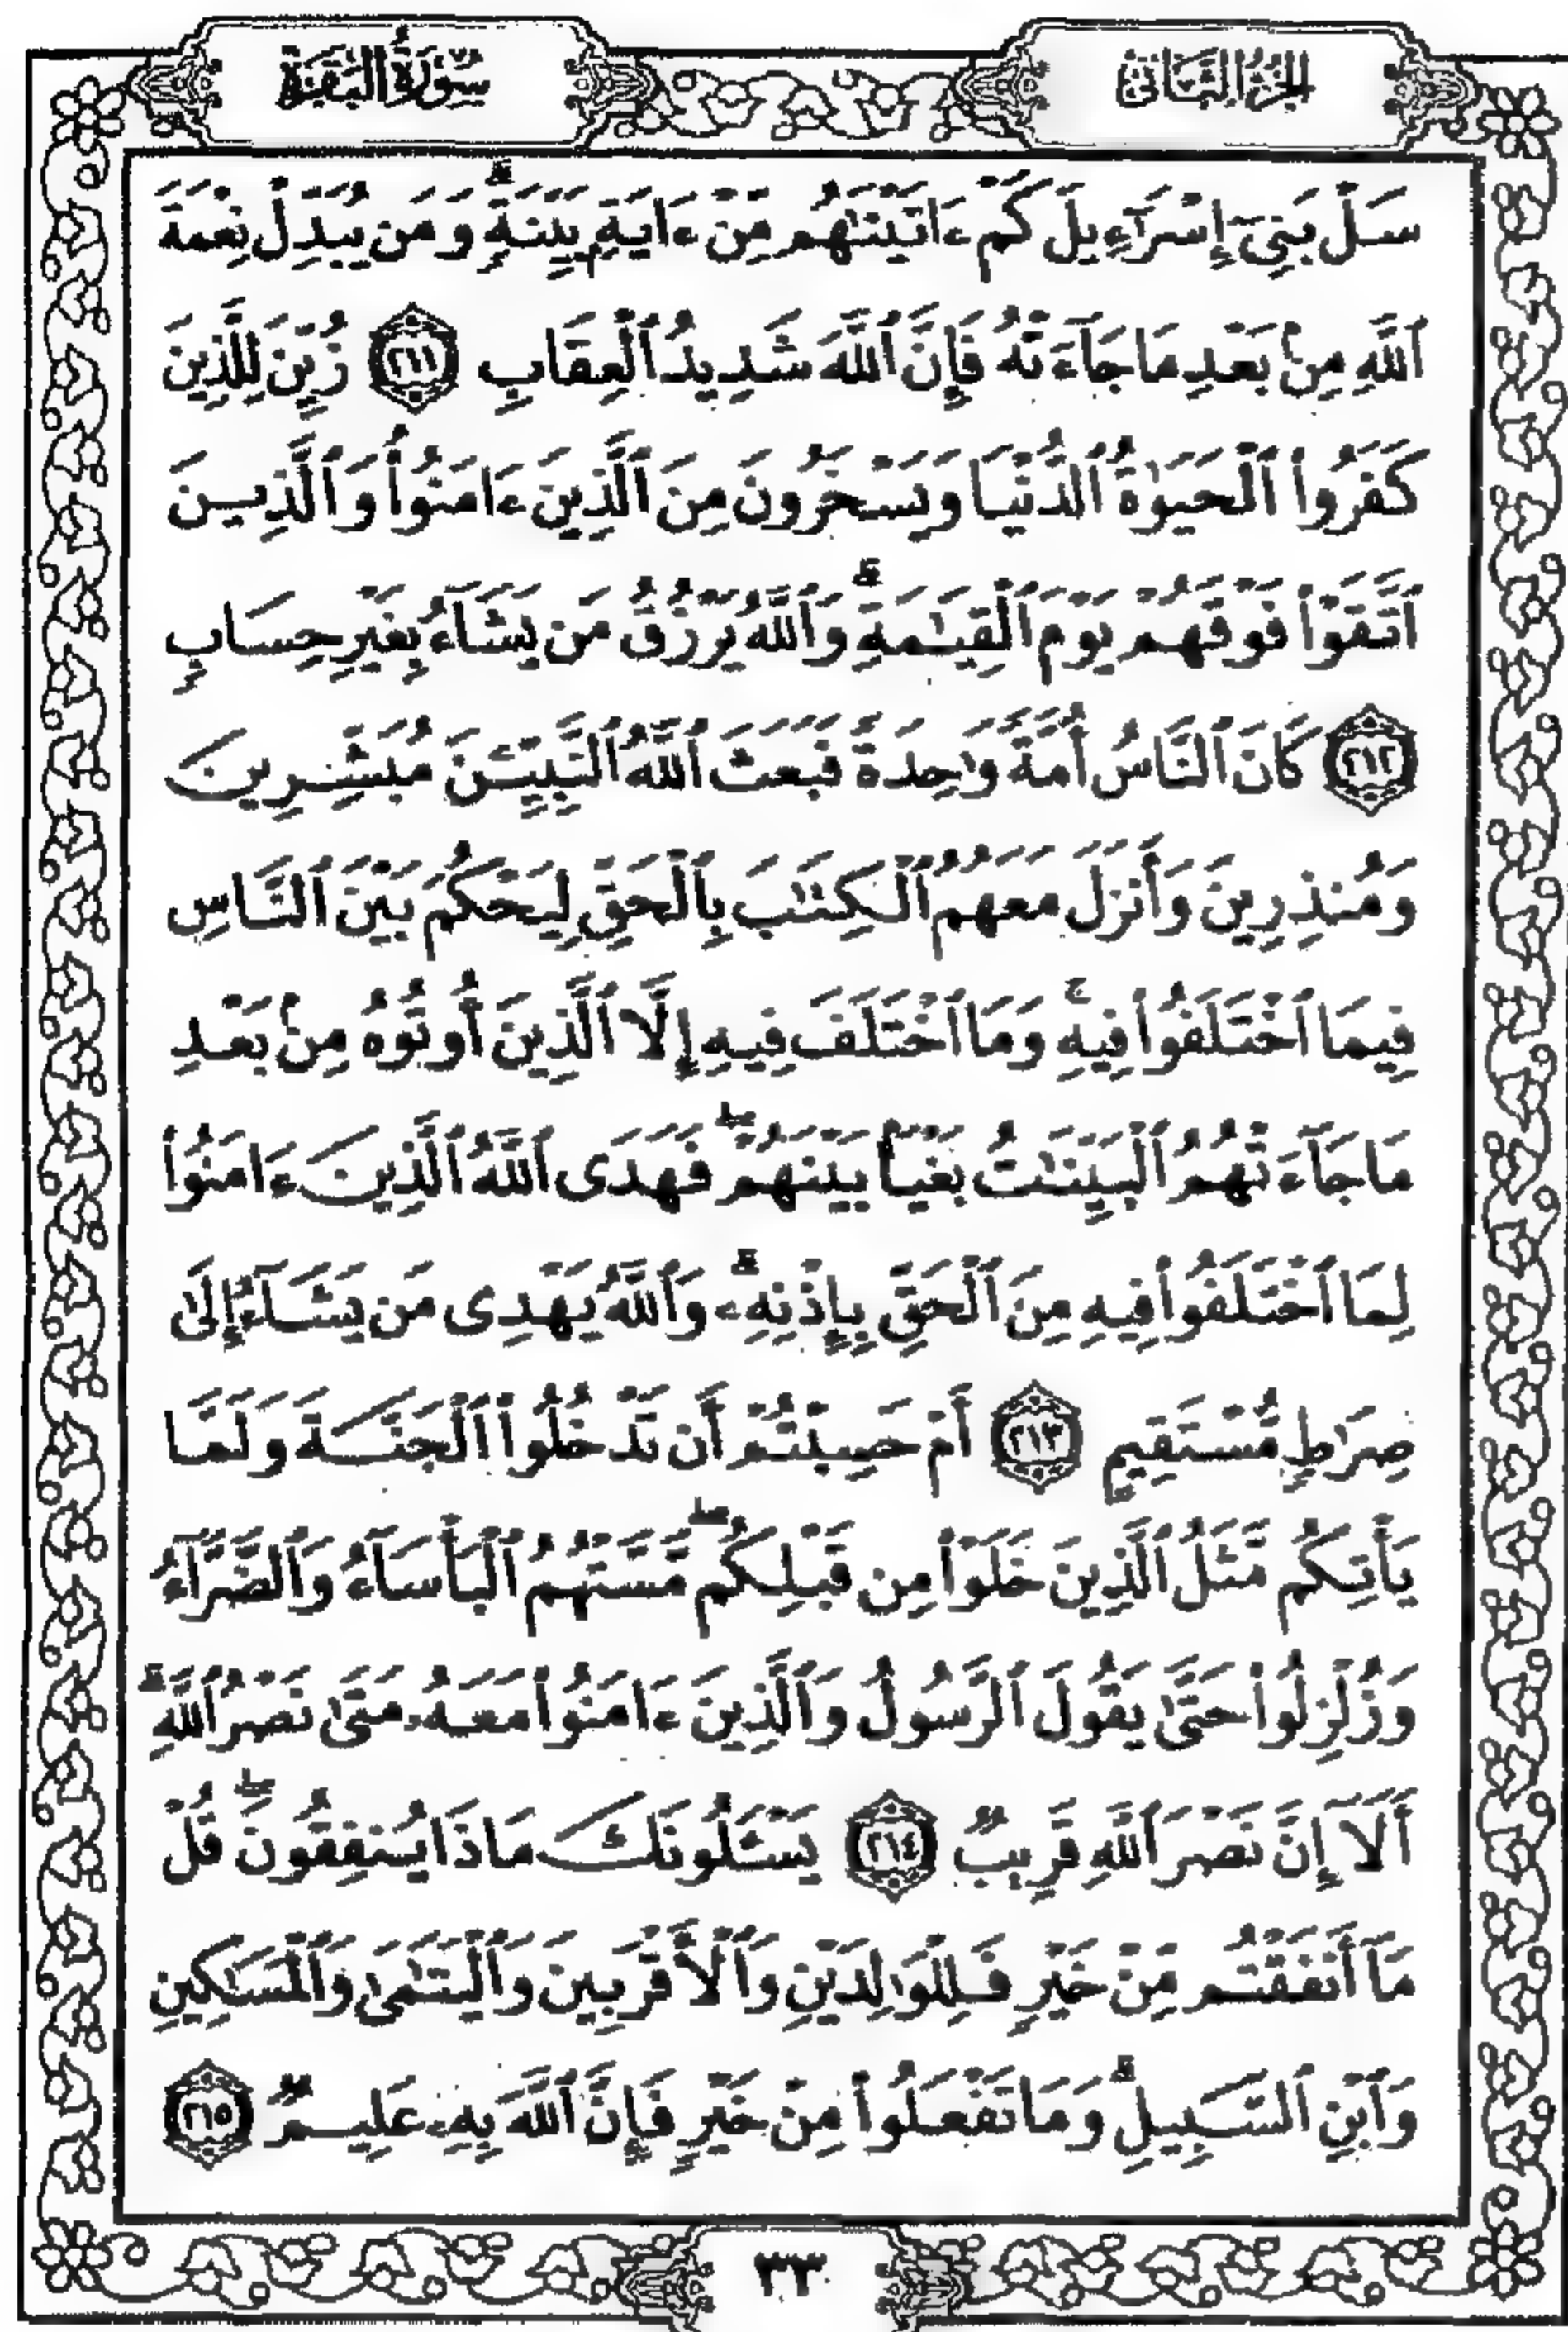 الجزء الثاني
سورة البقرة
سَلْ بَنِىٓ إِسْرَٰٓءِيلَ كَمْ ءَاتَيْنَٰهُم مِّنْ ءَايَةٍۭ بَيِّنَةٍۗ وَمَن يُبَدِّلْ نِعْمَةَ
ٱللَّهِ مِنۢ بَعْدِ مَا جَآءَتْهُ فَإِنَّ ٱللَّهَ شَدِيدُ ٱلْعِقَابِ ٢١١ زُيِّنَ لِلَّذِينَ
كَفَرُوا۟ ٱلْحَيَوٰةُ ٱلدُّنْيَا وَيَسْخَرُونَ مِنَ ٱلَّذِينَ ءَامَنُوا۟ وَٱلَّذِينَ
ٱتَّقَوْا۟ فَوْقَهُمْ يَوْمَ ٱلْقِيَٰمَةِۗ وَٱللَّهُ يَرْزُقُ مَن يَشَآءُ بِغَيْرِ حِسَابٍ
٢١٢ كَانَ ٱلنَّاسُ أُمَّةً وَٰحِدَةً فَبَعَثَ ٱللَّهُ ٱلنَّبِيِّـۧنَ مُبَشِّرِينَ
وَمُنذِرِينَ وَأَنزَلَ مَعَهُمُ ٱلْكِتَٰبَ بِٱلْحَقِّ لِيَحْكُمَ بَيْنَ ٱلنَّاسِ
فِيمَا ٱخْتَلَفُوا۟ فِيهِۚ وَمَا ٱخْتَلَفَ فِيهِ إِلَّا ٱلَّذِينَ أُوتُوهُ مِنۢ بَعْدِ
مَا جَآءَتْهُمُ ٱلْبَيِّنَٰتُ بَغْيًۢا بَيْنَهُمْۖ فَهَدَى ٱللَّهُ ٱلَّذِينَ ءَامَنُوا۟
لِمَا ٱخْتَلَفُوا۟ فِيهِ مِنَ ٱلْحَقِّ بِإِذْنِهِۦۗ وَٱللَّهُ يَهْدِى مَن يَشَآءُ إِلَىٰ
صِرَٰطٍ مُّسْتَقِيمٍ ٢١٣ أَمْ حَسِبْتُمْ أَن تَدْخُلُوا۟ ٱلْجَنَّةَ وَلَمَّا
يَأْتِكُم مَّثَلُ ٱلَّذِينَ خَلَوْا۟ مِن قَبْلِكُمۖ مَّسَّتْهُمُ ٱلْبَأْسَآءُ وَٱلضَّرَّآءُ
وَزُلْزِلُوا۟ حَتَّىٰ يَقُولَ ٱلرَّسُولُ وَٱلَّذِينَ ءَامَنُوا۟ مَعَهُۥ مَتَىٰ نَصْرُ ٱللَّهِۗ
أَلَآ إِنَّ نَصْرَ ٱللَّهِ قَرِيبٌ ٢١٤ يَسْـَٔلُونَكَ مَاذَا يُنفِقُونَۖ قُلْ
مَآ أَنفَقْتُم مِّنْ خَيْرٍ فَلِلْوَٰلِدَيْنِ وَٱلْأَقْرَبِينَ وَٱلْيَتَٰمَىٰ وَٱلْمَسَٰكِينِ
وَٱبْنِ ٱلسَّبِيلِۗ وَمَا تَفْعَلُوا۟ مِنْ خَيْرٍ فَإِنَّ ٱللَّهَ بِهِۦ عَلِيمٌ ٢١٥
٣٣